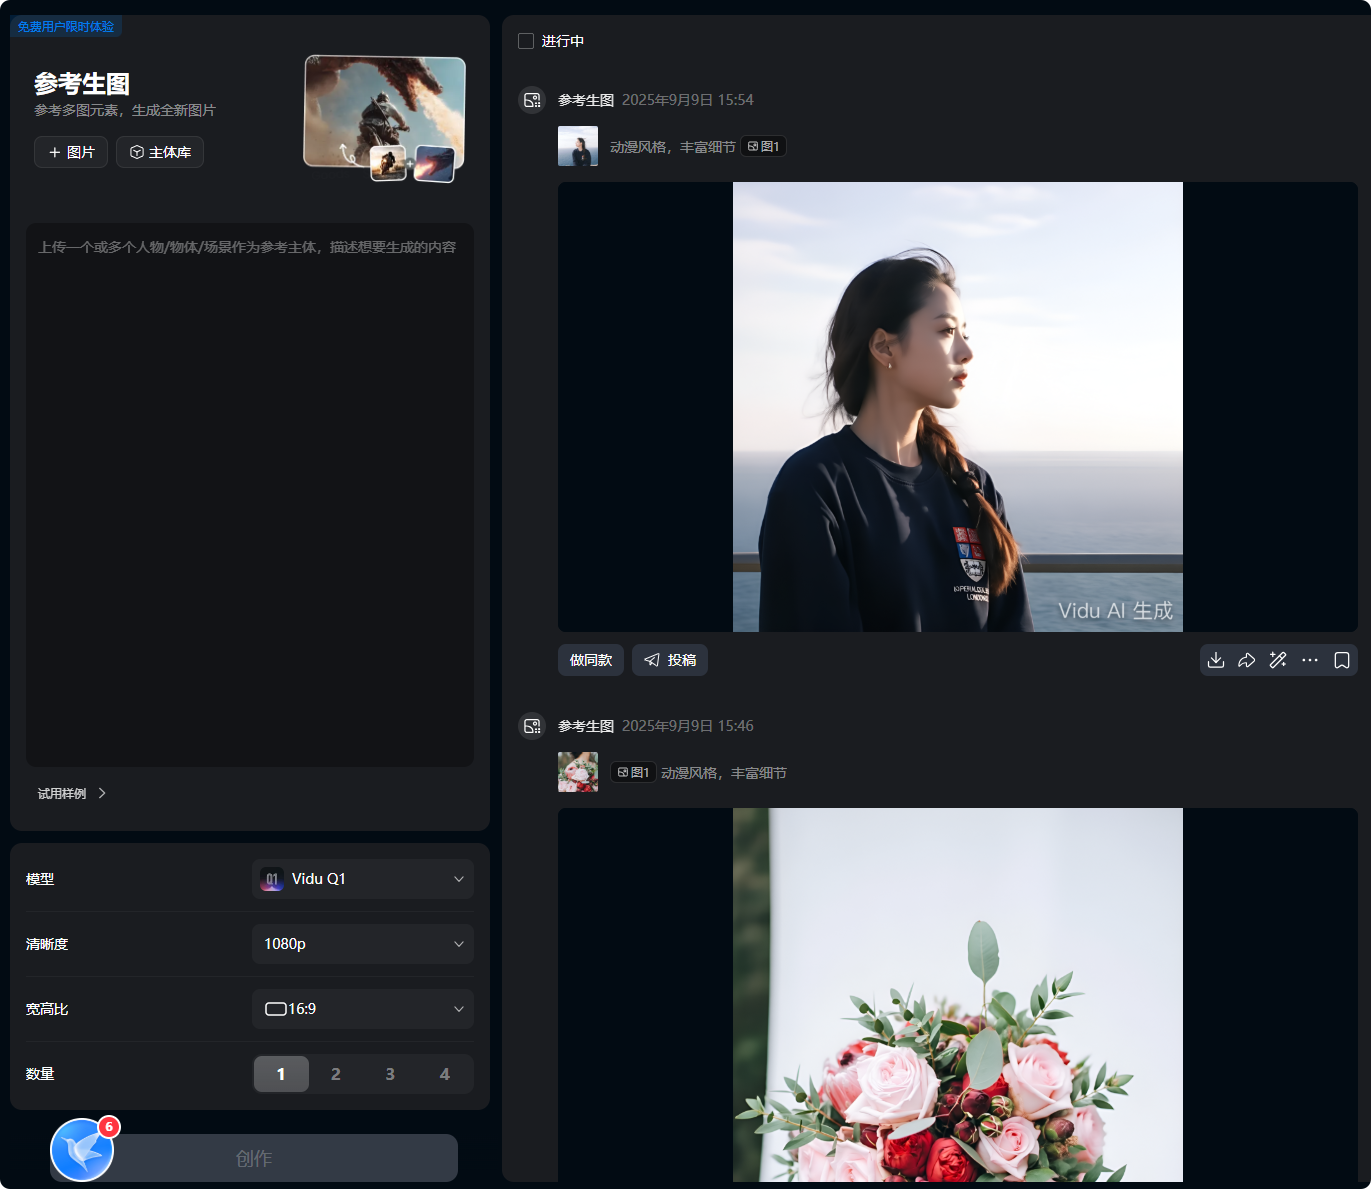 免费用户限时体验
参考生图
参考多图元素，生成全新图片
图片
主体库
上传一个或多个人物/物体/场景作为参考主体，描述想要生成的内容
试用样例
模型
Q1
Vidu Q1
清晰度
1080p
宽高比
16:9
数量
1 2 3 4
6
创作
进行中
参考生图 2025年9月9日 15:54
动漫风格，丰富细节 图1
LONDON
Vidu AI 生成
做同款
投稿
参考生图 2025年9月9日 15:46
图1 动漫风格，丰富细节